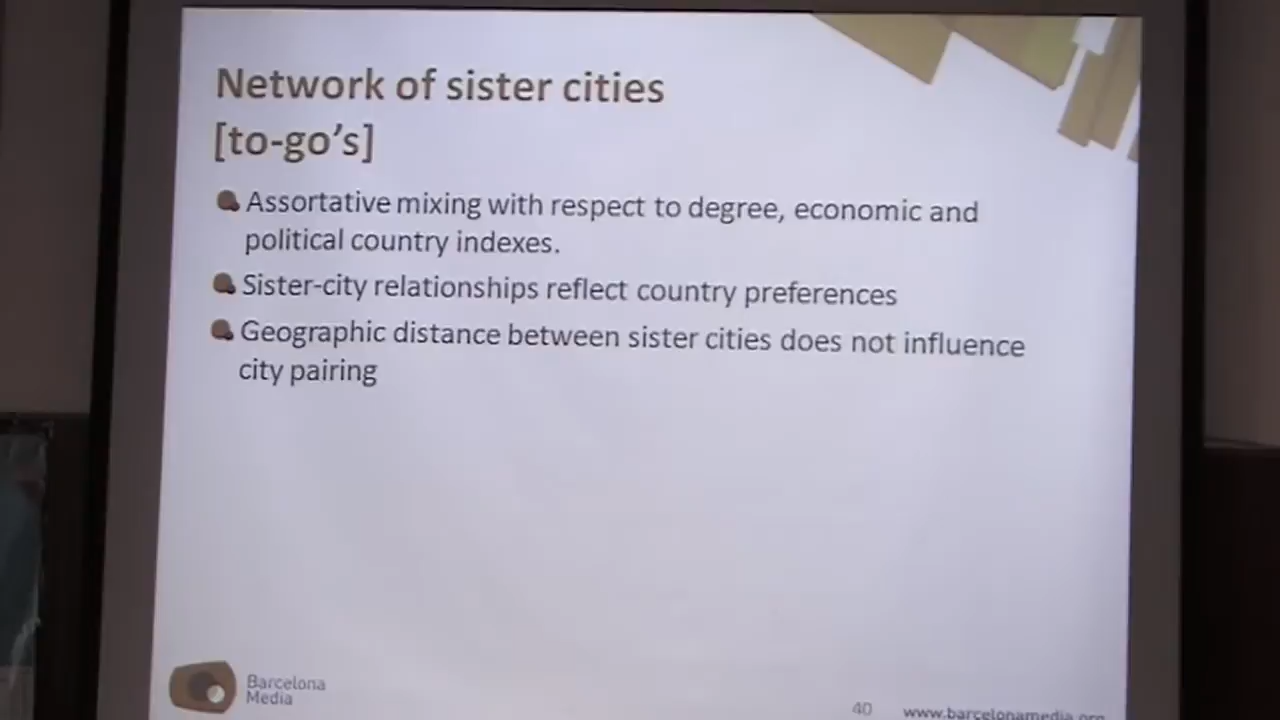 Network of sister cities
[to-go's]
Assortative mixing with respect to degree, economic and
political country indexes.
Sister-city relationships reflect country preferences
Geographic distance between sister cities does not influence
city pairing
Barcelona
Media
40 www.barcelonamedia.org